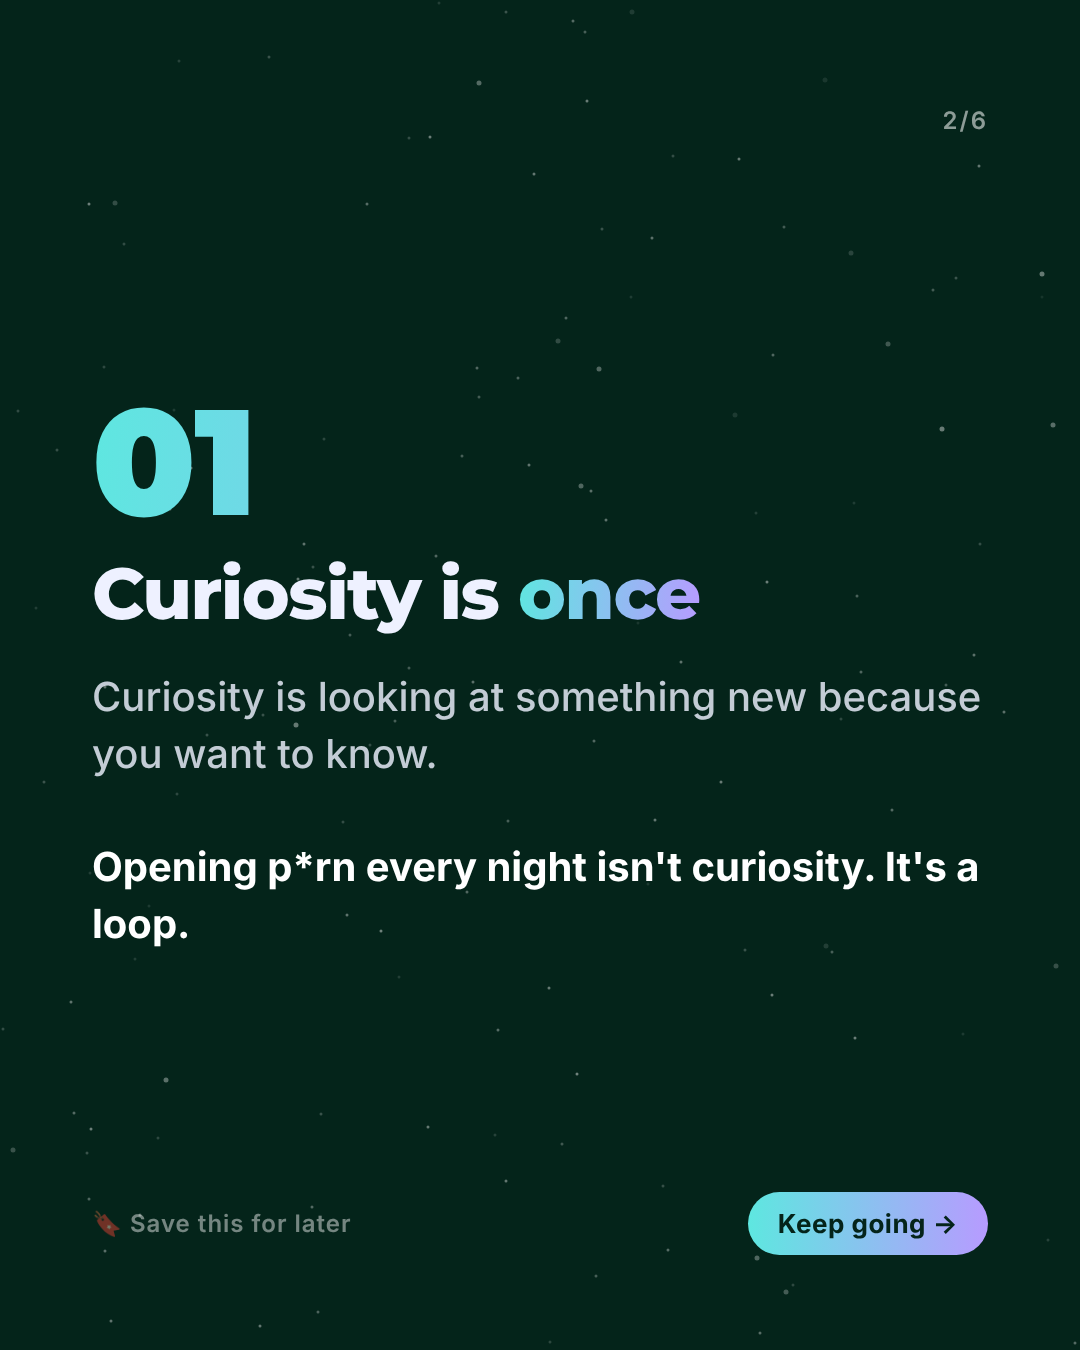 2/6
01
Curiosity is once
Curiosity is looking at something new because
you want to know.
Opening p*rn every night isn't curiosity. It's a
loop.
🔖 Save this for later
Keep going →